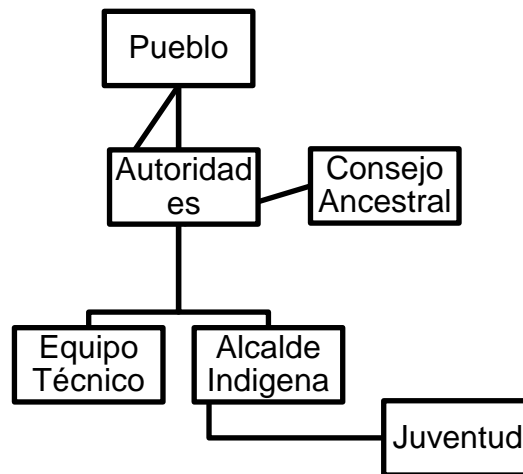 Pueblo
Autoridad
es
Consejo
Ancestral
Equipo
Técnico
Alcalde
Indigena
Juventud